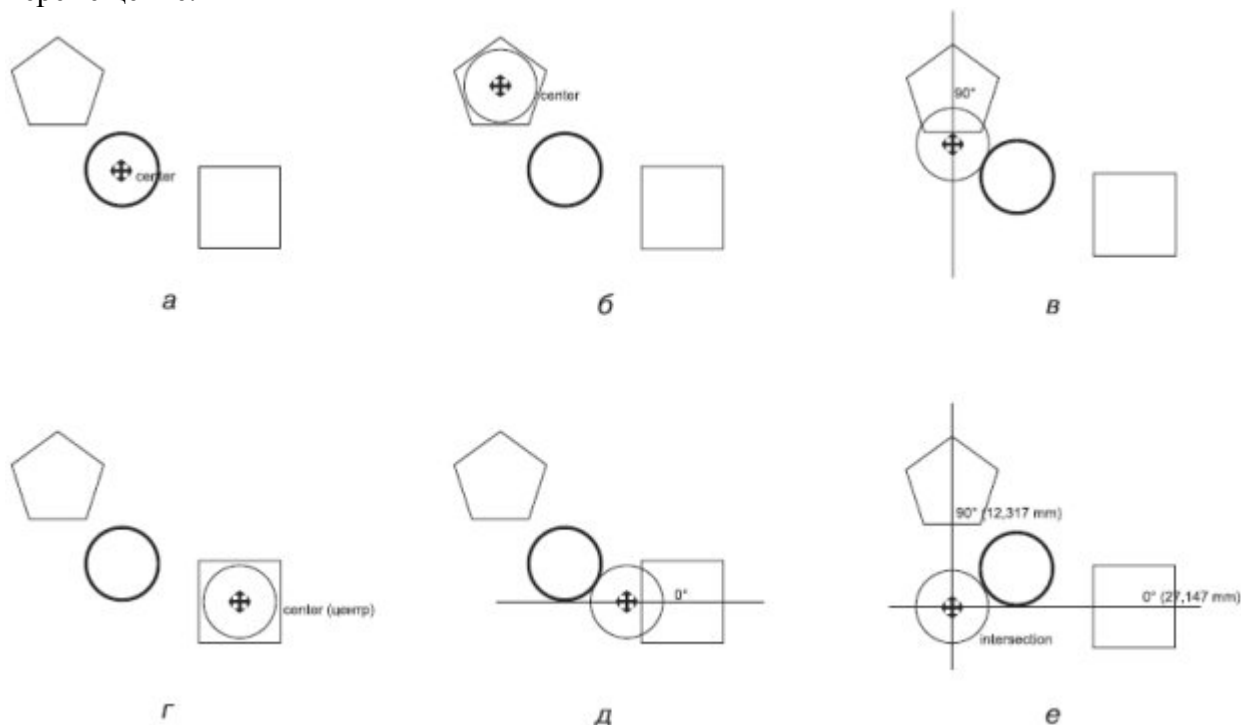 center
center
90°
а
б
в
90° (12,317 mm)
center (центр)
0°
0° (27,147 mm)
intersection
г
д
е